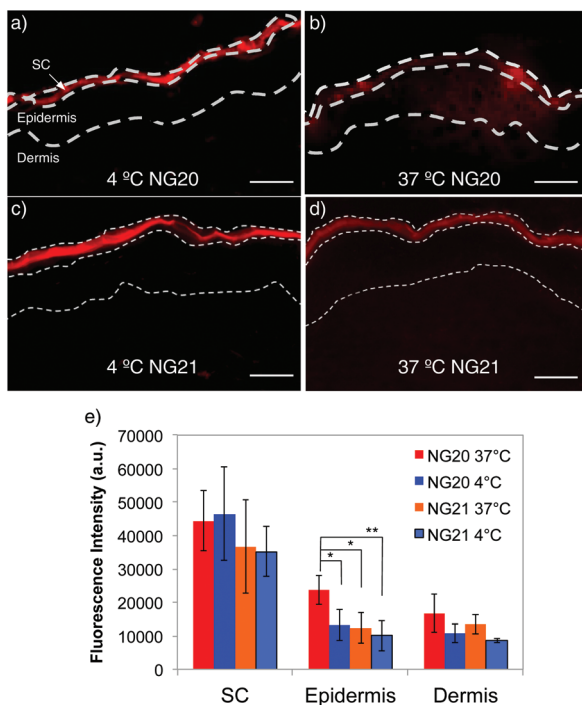 a)
SC
Epidermis
Dermis
4 ºC NG20
b)
37 ºC NG20
c)
4 ºC NG21
d)
37 ºC NG21
e)
Fluorescence Intensity (a.u.)
70000
60000
50000
40000
30000
20000
10000
0
NG20 37°C
NG20 4°C
NG21 37°C
NG21 4°C
*
*
**
SC
Epidermis
Dermis